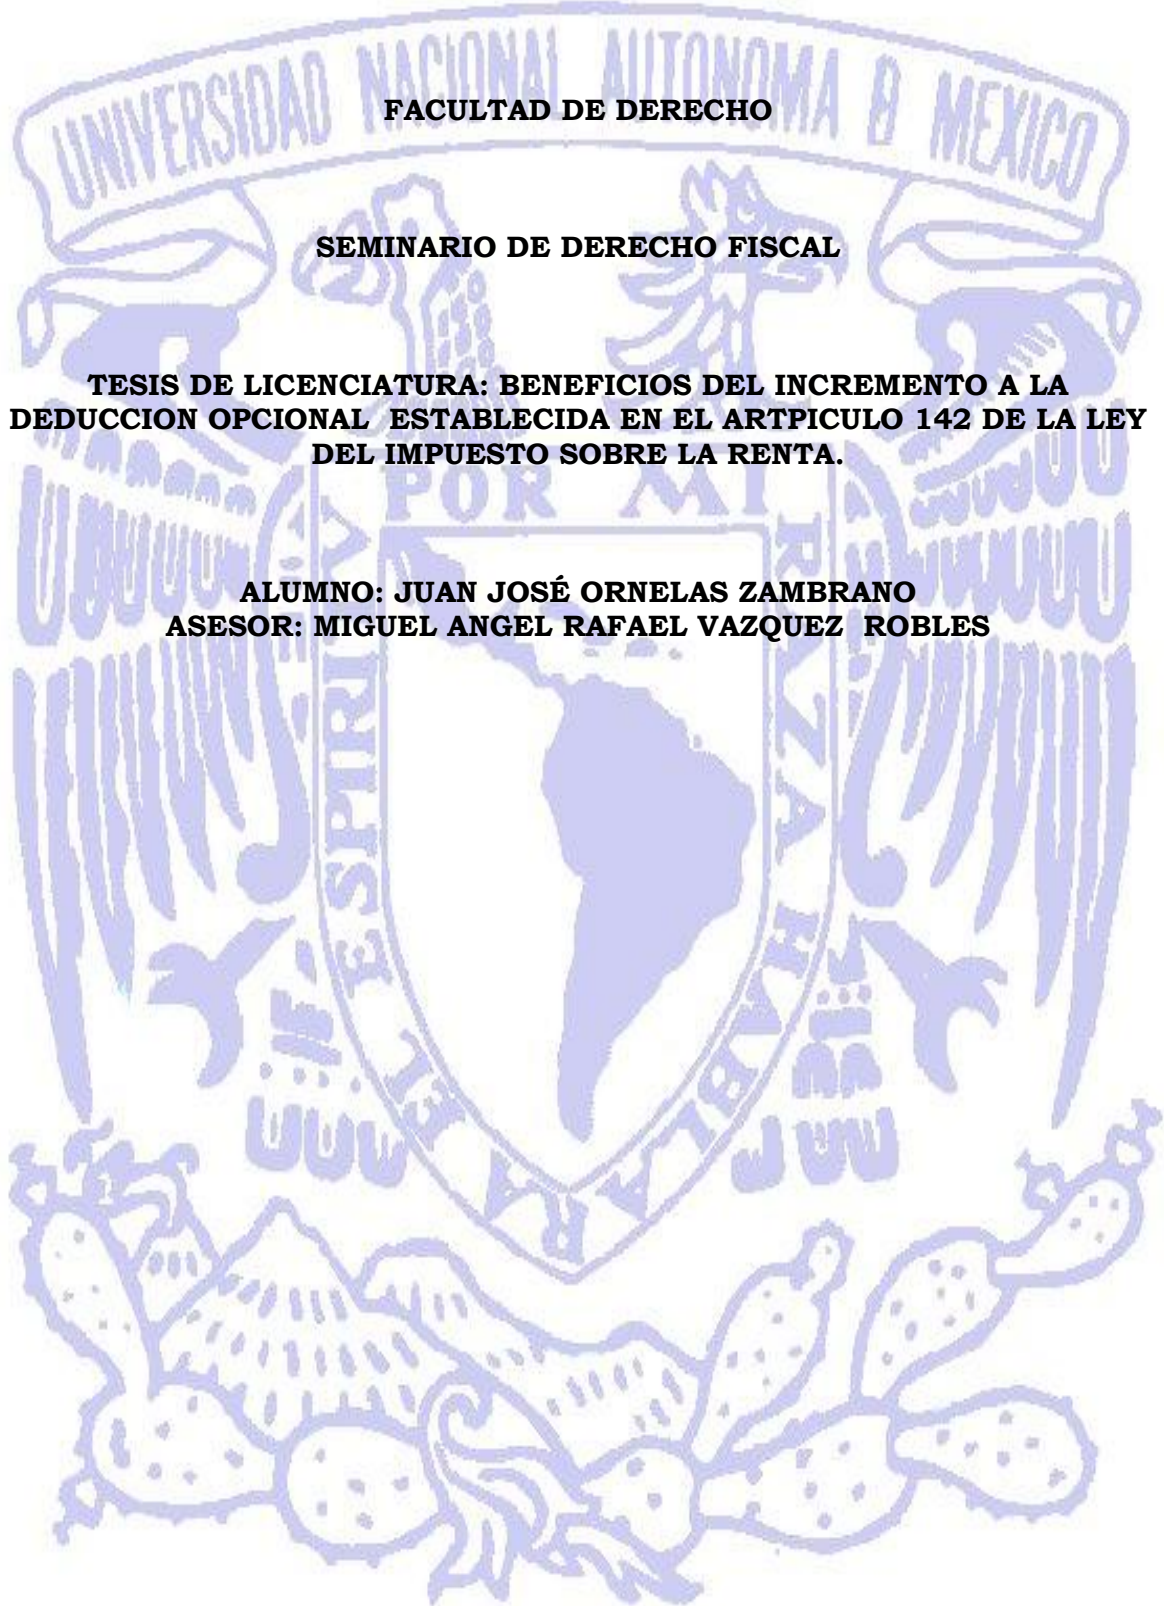 UNIVERSIDAD NACIONAL AUTONOMA D MEXICO
FACULTAD DE DERECHO
SEMINARIO DE DERECHO FISCAL
TESIS DE LICENCIATURA: BENEFICIOS DEL INCREMENTO A LA
DEDUCCION OPCIONAL ESTABLECIDA EN EL ARTPICULO 142 DE LA LEY
DEL IMPUESTO SOBRE LA RENTA.
POR MI RAZA HABLARA EL ESPIRITV
ALUMNO: JUAN JOSÉ ORNELAS ZAMBRANO
ASESOR: MIGUEL ANGEL RAFAEL VAZQUEZ ROBLES